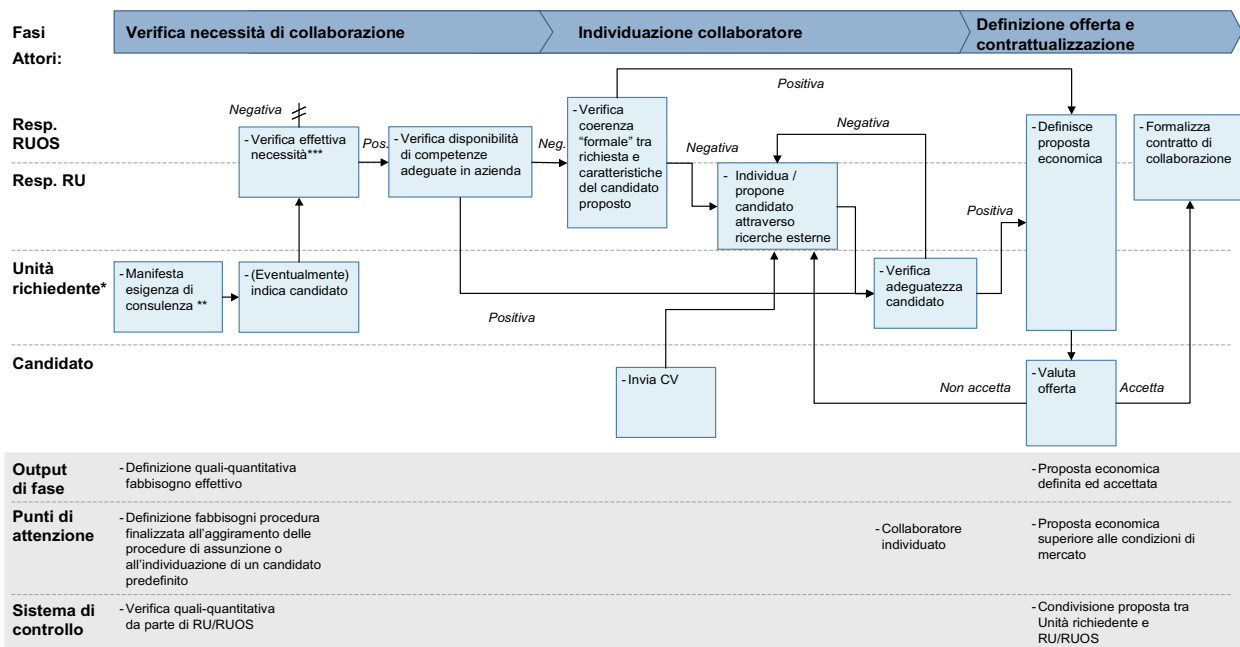 Fasi
Verifica necessità di collaborazione
Individuazione collaboratore
Definizione offerta e
contrattualizzazione
Attori:
Resp.
RUOS
Resp. RU
Unità
richiedente*
Candidato
Negativa
- Verifica effettiva
necessità***
Pos.
- Verifica disponibilità
di competenze
adeguate in azienda
Neg.
- Verifica
coerenza
“formale” tra
richiesta e
caratteristiche
del candidato
proposto
Positiva
Negativa
Negativa
- Individua /
propone
candidato
attraverso
ricerche esterne
Positiva
- Definisce
proposta
economica
- Formalizza
contratto di
collaborazione
- Manifesta
esigenza di
consulenza **
- (Eventualmente)
indica candidato
Positiva
- Verifica
adeguatezza
candidato
- Invia CV
Non accetta
- Valuta
offerta
Accetta
Output
di fase
- Definizione quali-quantitativa
fabbisogno effettivo
- Proposta economica
definita ed accettata
Punti di
attenzione
- Definizione fabbisogni procedura
finalizzata all’aggiramento delle
procedure di assunzione o
all’individuazione di un candidato
predefinito
- Collaboratore
individuato
- Proposta economica
superiore alle condizioni di
mercato
Sistema di
controllo
- Verifica quali-quantitativa
da parte di RU/RUOS
- Condivisione proposta tra
Unità richiedente e
RU/RUOS